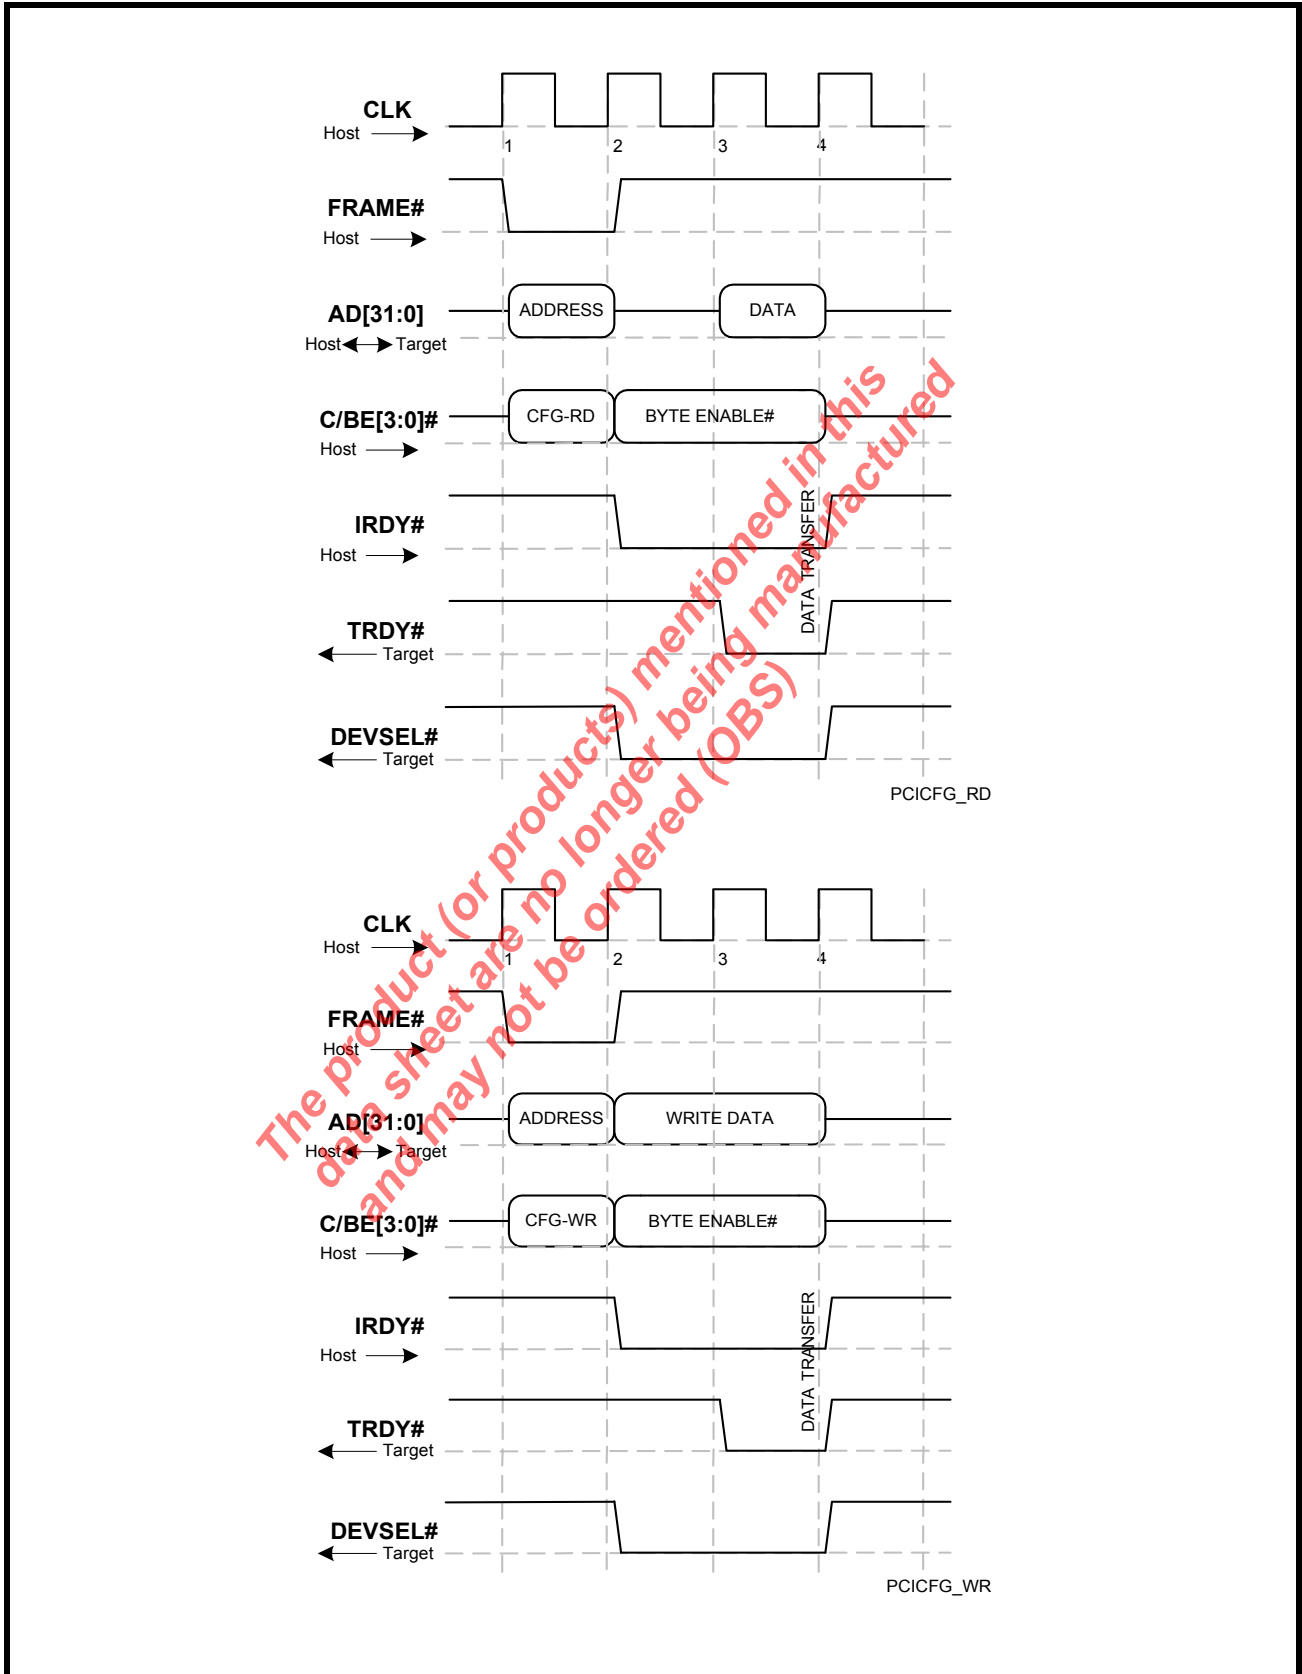 CLK
Host
1 2 3 4
FRAME#
Host
AD[31:0]
ADDRESS DATA
Host Target
C/BE[3:0]#
CFG-RD BYTE ENABLE#
Host
IRDY#
Host
DATA TRANSFER
TRDY#
Target
DEVSEL#
Target
PCICFG_RD
CLK
Host
1 2 3 4
FRAME#
Host
AD[31:0]
ADDRESS WRITE DATA
Host Target
C/BE[3:0]#
CFG-WR BYTE ENABLE#
Host
IRDY#
Host
DATA TRANSFER
TRDY#
Target
DEVSEL#
Target
PCICFG_WR
The product (or products) mentioned in this
data sheet are no longer being manufactured
and may not be ordered (OBS)